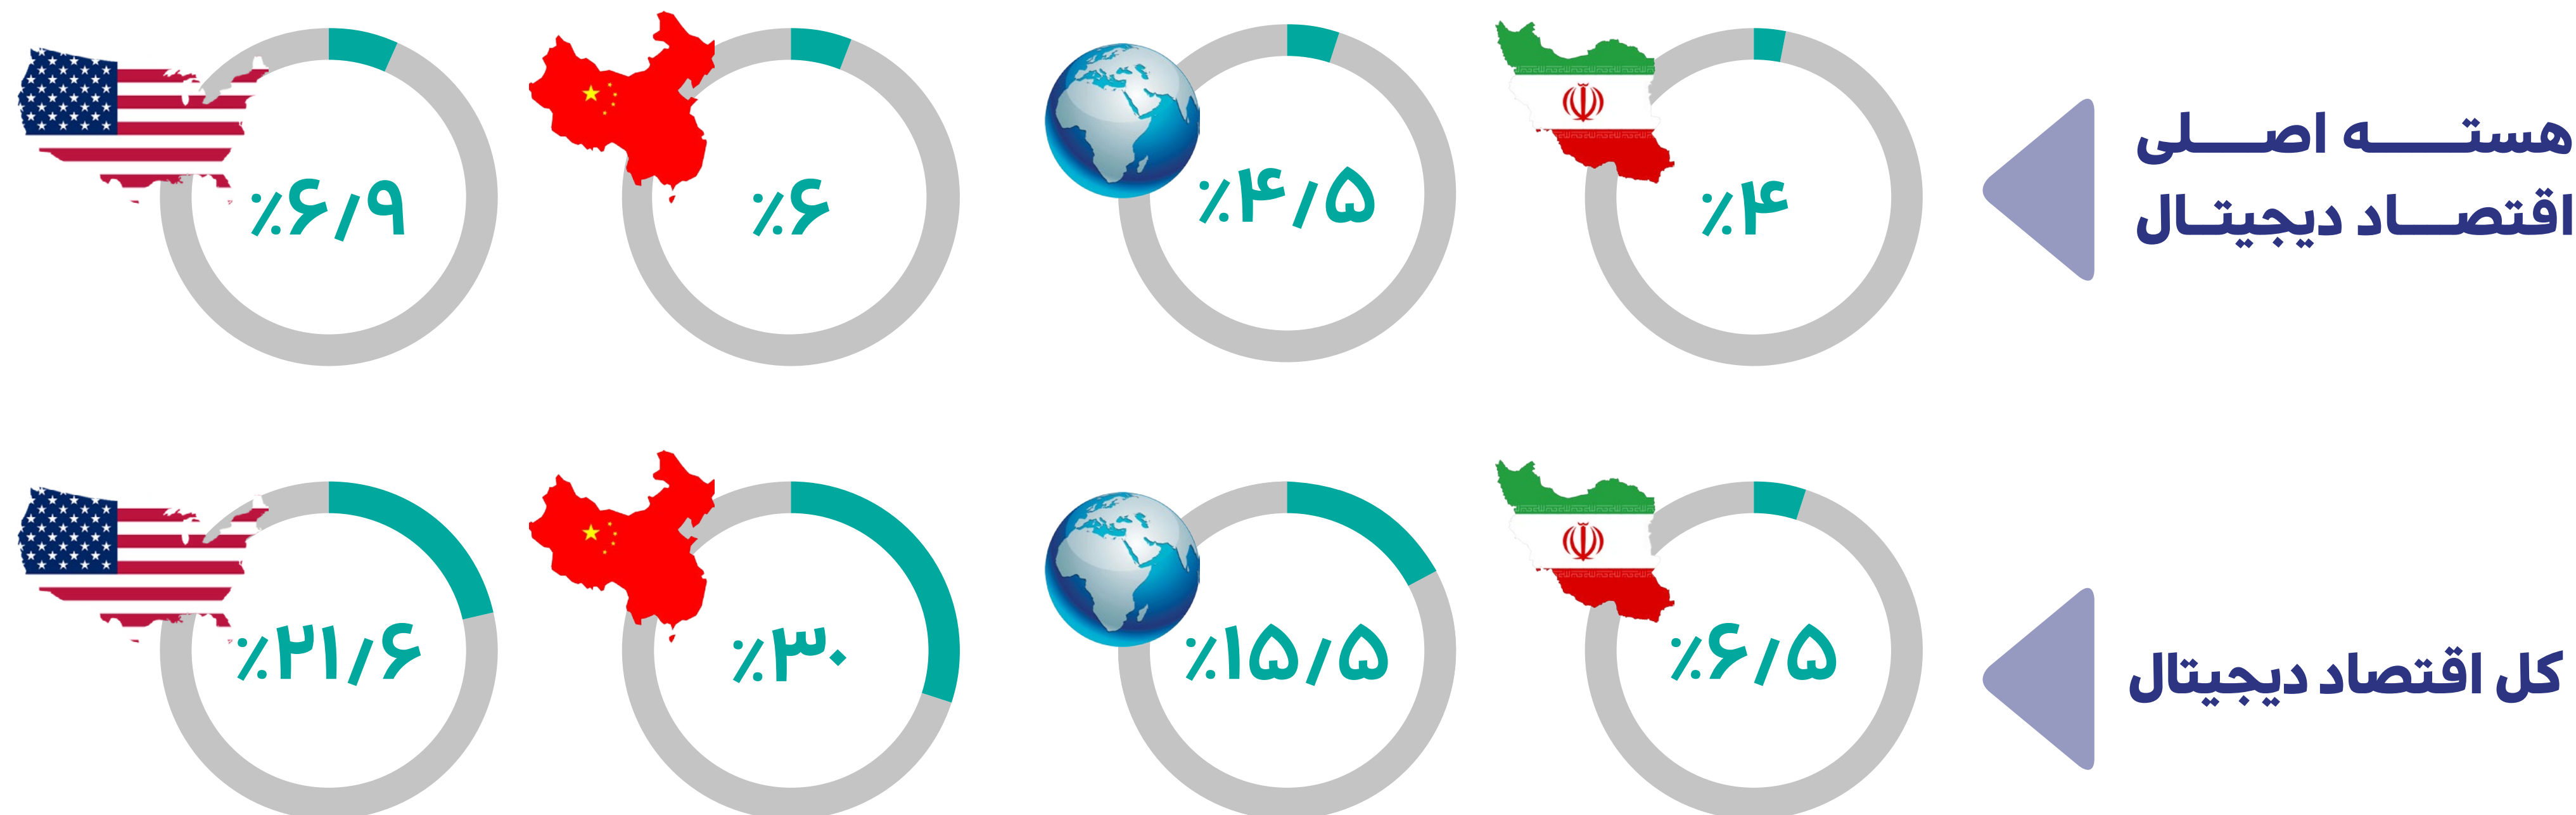 هسته اصلی
اقتصاد دیجیتال
٪۴
٪۴/۵
٪۶
٪۶/۹
کل اقتصاد دیجیتال
٪۶/۵
٪۱۵/۵
٪۳۰
٪۲۱/۶